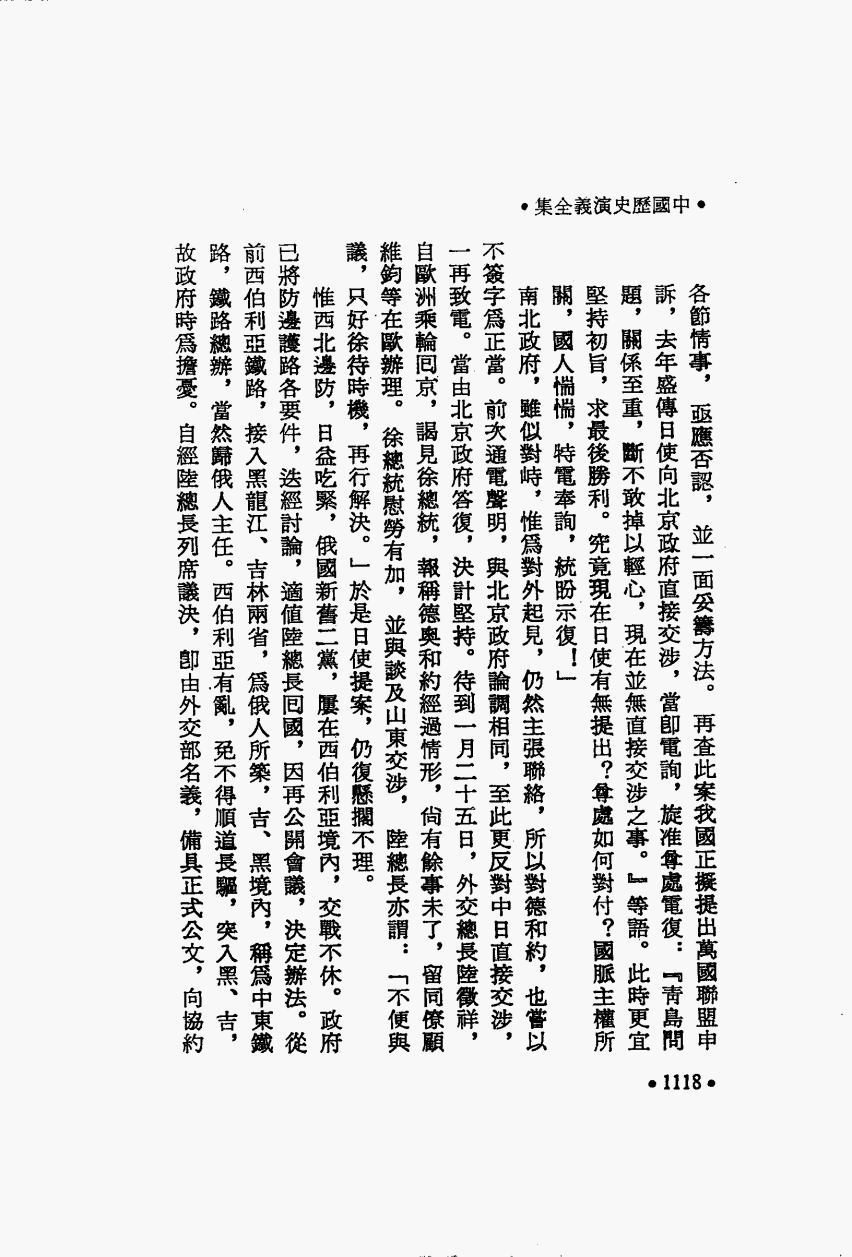 •中國歷史演義全集•
各節情事，亟應否認，並一面妥籌方法。再查此案我國正擬提出萬國聯盟申
訴，去年盛傳日使向北京政府直接交涉，當卽電詢，旋准尊處電復：『靑島問
題，關係至重，斷不敢掉以輕心，現在並無直接交涉之事。』等語。此時更宜
堅持初旨，求最後勝利。究竟現在日使有無提出？尊處如何對付？國脈主權所
關，國人惴惴，特電奉詢，統盼示復！」
南北政府，雖似對峙，惟爲對外起見，仍然主張聯絡，所以對德和約，也嘗以
不簽字爲正當。前次通電聲明，與北京政府論調相同，至此更反對中日直接交涉，
一再致電。當由北京政府答復，決計堅持。待到一月二十五日，外交總長陸徵祥，
自歐洲乘輪回京，謁見徐總統，報稱德奧和約經過情形，尙有餘事未了，留同僚顧
維鈞等在歐辦理。徐總統慰勞有加，並與談及山東交涉，陸總長亦謂：「不便與
議，只好徐待時機，再行解決。」於是日使提案，仍復懸擱不理。
惟西北邊防，日益吃緊，俄國新舊二黨，屢在西伯利亞境內，交戰不休。政府
已將防邊護路各要件，迭經討論，適値陸總長回國，因再公開會議，決定辦法。從
前西伯利亞鐵路，接入黑龍江、吉林兩省，爲俄人所築，吉、黑境內，稱爲中東鐵
路，鐵路總辦，當然歸俄人主任。西伯利亞有亂，免不得順道長驅，突入黑、吉，
故政府時爲擔憂。自經陸總長列席議決，卽由外交部名義，備具正式公文，向協約
•1118•